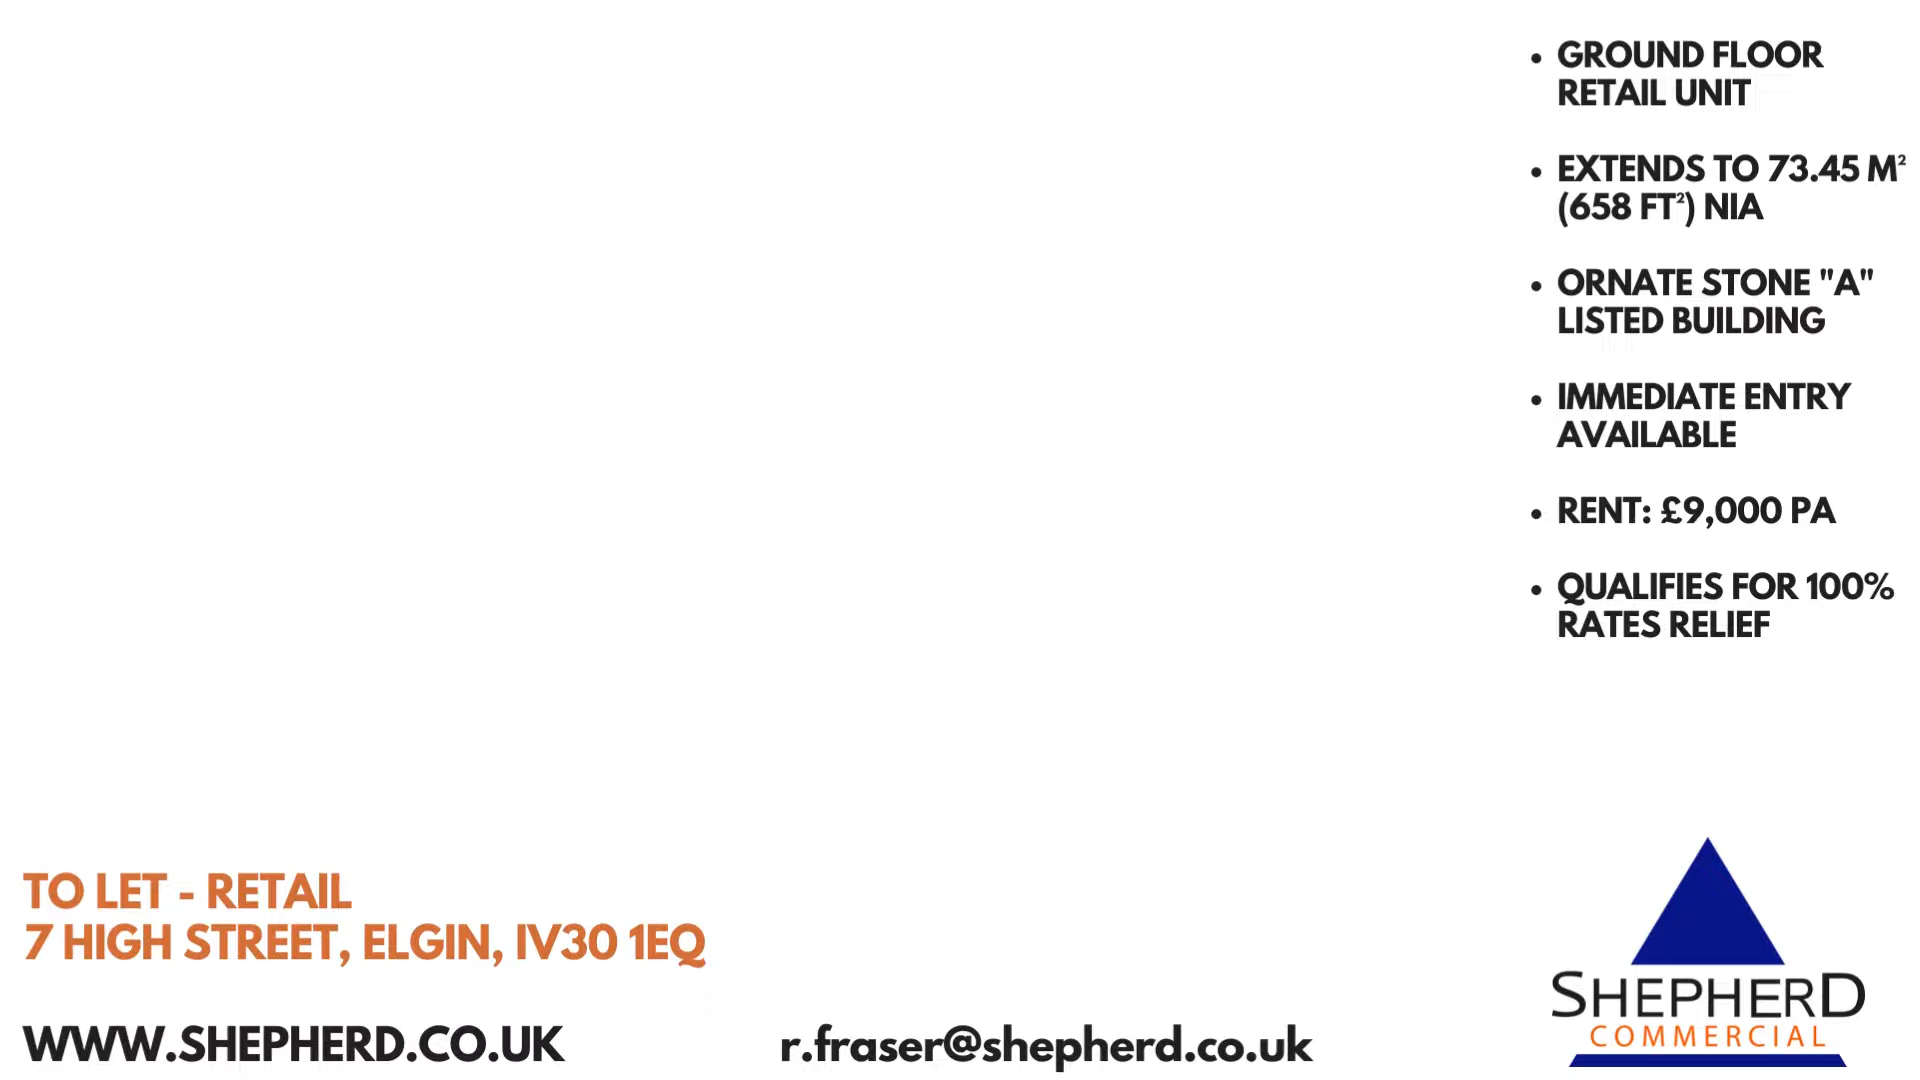 • GROUND FLOOR
RETAIL UNIT
• EXTENDS TO 73.45 M²
(658 FT²) NIA
• ORNATE STONE "A"
LISTED BUILDING
• IMMEDIATE ENTRY
AVAILABLE
• RENT: £9,000 PA
• QUALIFIES FOR 100%
RATES RELIEF
TO LET - RETAIL
7 HIGH STREET, ELGIN, IV30 1EQ
WWW.SHEPHERD.CO.UK
r.fraser@shepherd.co.uk
SHEPHERD
COMMERCIAL